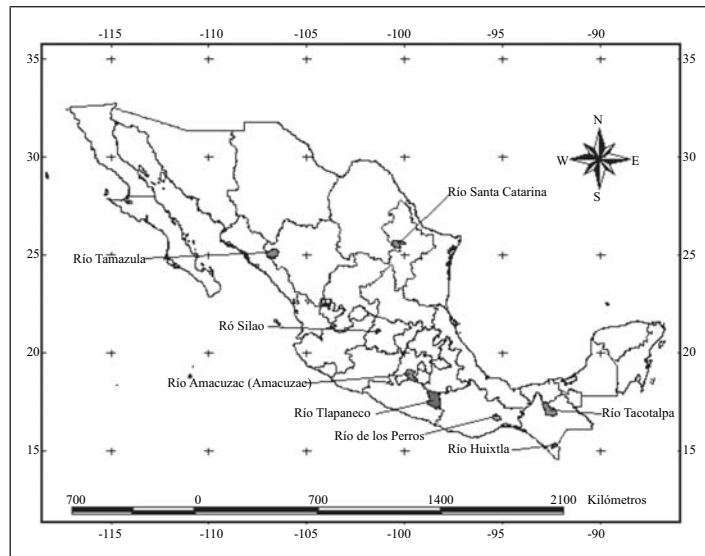 -115 -110 -105 -100 -95 -90
35 35
N
W E
S
30 30
Río Santa Catarina
Río Tamazula
25 25
Ró Silao
20 20
Río Amacuzac (Amacuzac)
Río Tlapaneco
Río Tacotalpa
Río de los Perros
Río Huixtla
15 15
700 0 700 1400 2100 Kilómetros
-115 -110 -105 -100 -95 -90